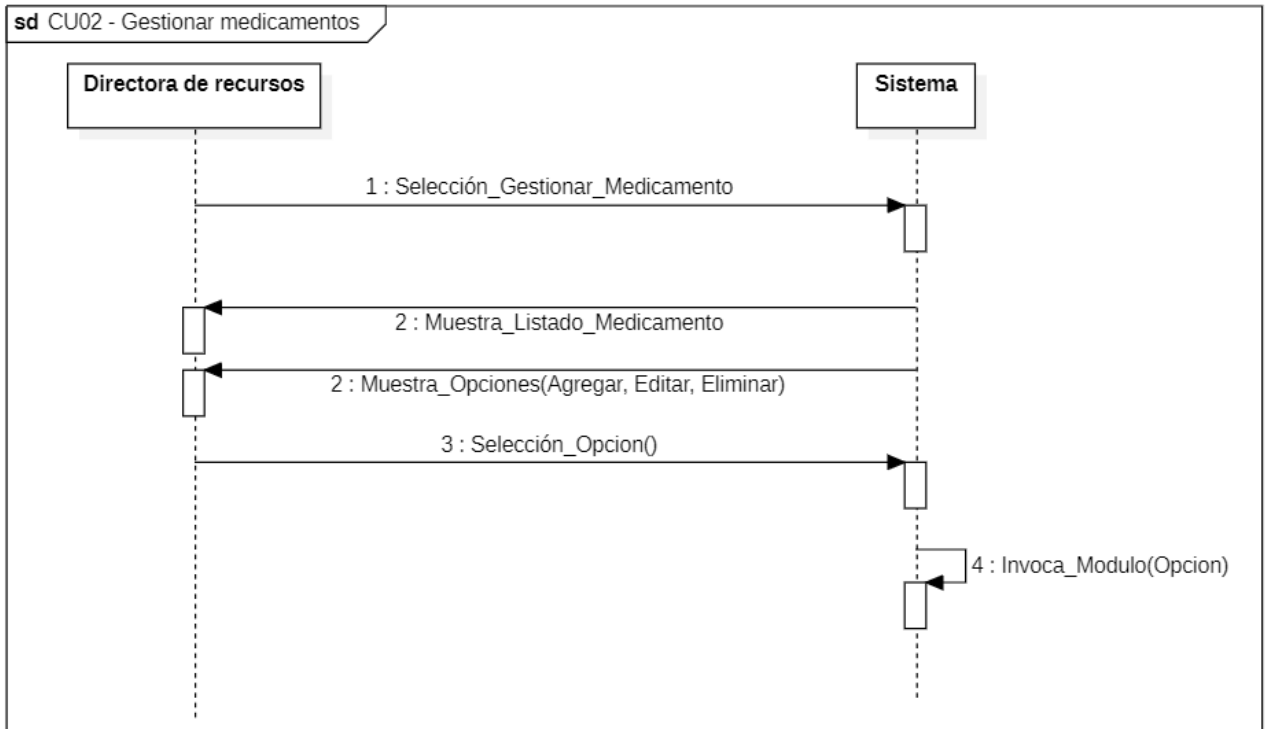 sd CU02 - Gestionar medicamentos
Directora de recursos
Sistema
1 : Selección_Gestionar_Medicamento
2 : Muestra_Listado_Medicamento
2 : Muestra_Opciones(Agregar, Editar, Eliminar)
3 : Selección_Opcion()
4 : Invoca_Modulo(Opcion)